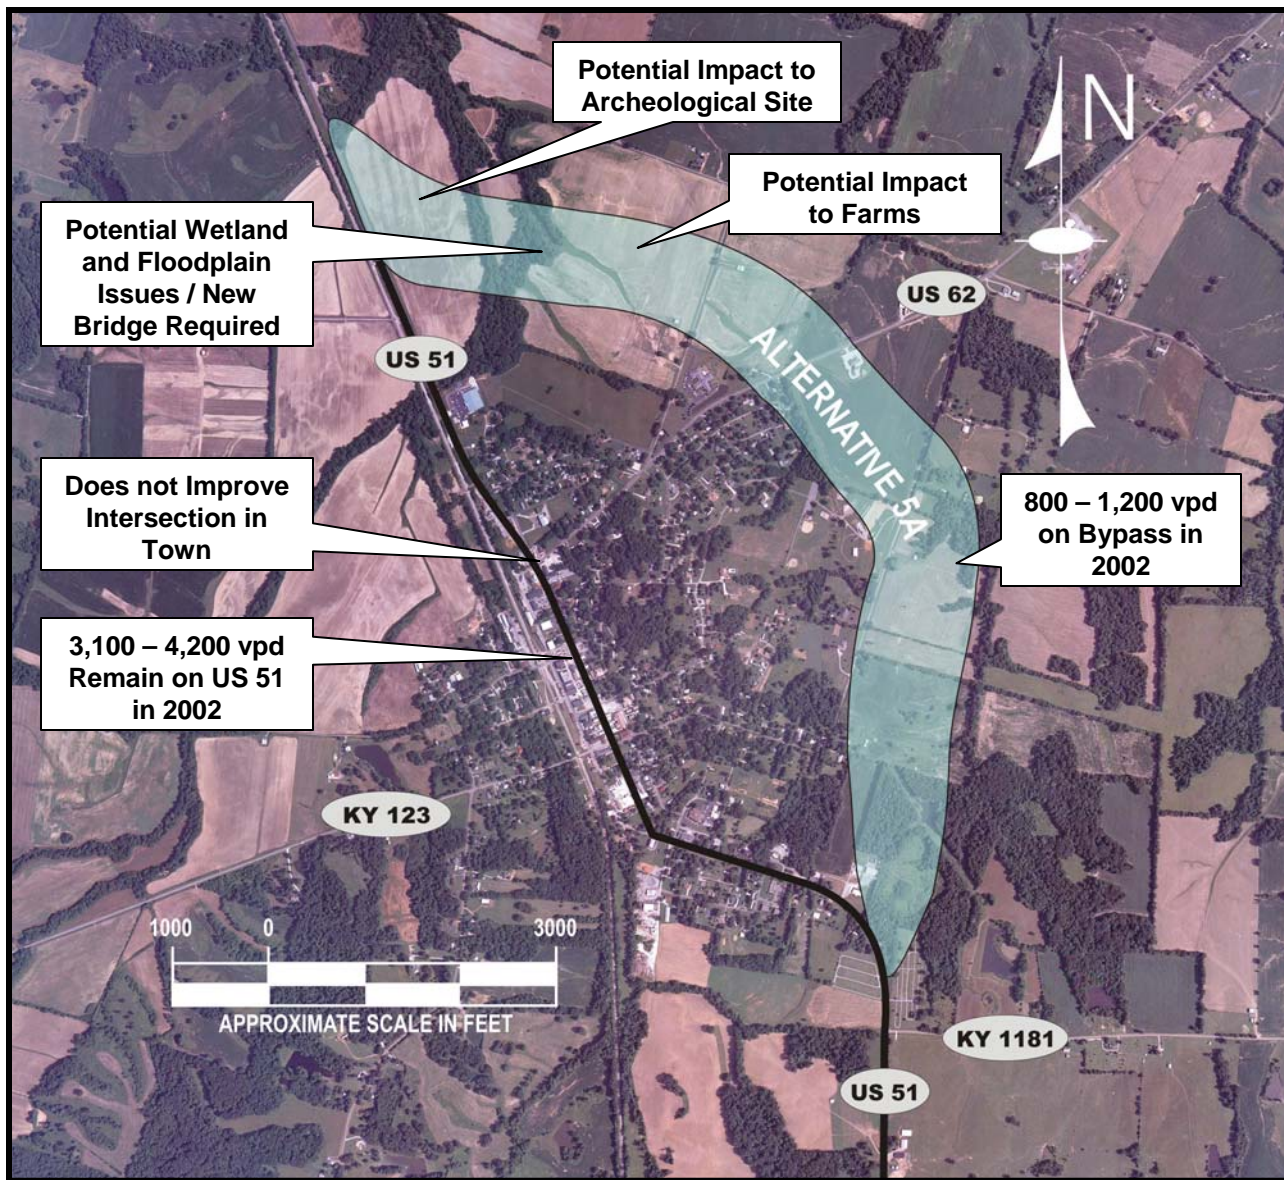 Potential Impact to
Archeological Site
N
Potential Impact
to Farms
Potential Wetland
and Floodplain
Issues / New
Bridge Required
US 62
US 51
ALTERNATIVE 5A
Does not Improve
Intersection in
Town
800 – 1,200 vpd
on Bypass in
2002
3,100 – 4,200 vpd
Remain on US 51
in 2002
KY 123
1000 0 3000
APPROXIMATE SCALE IN FEET
KY 1181
US 51